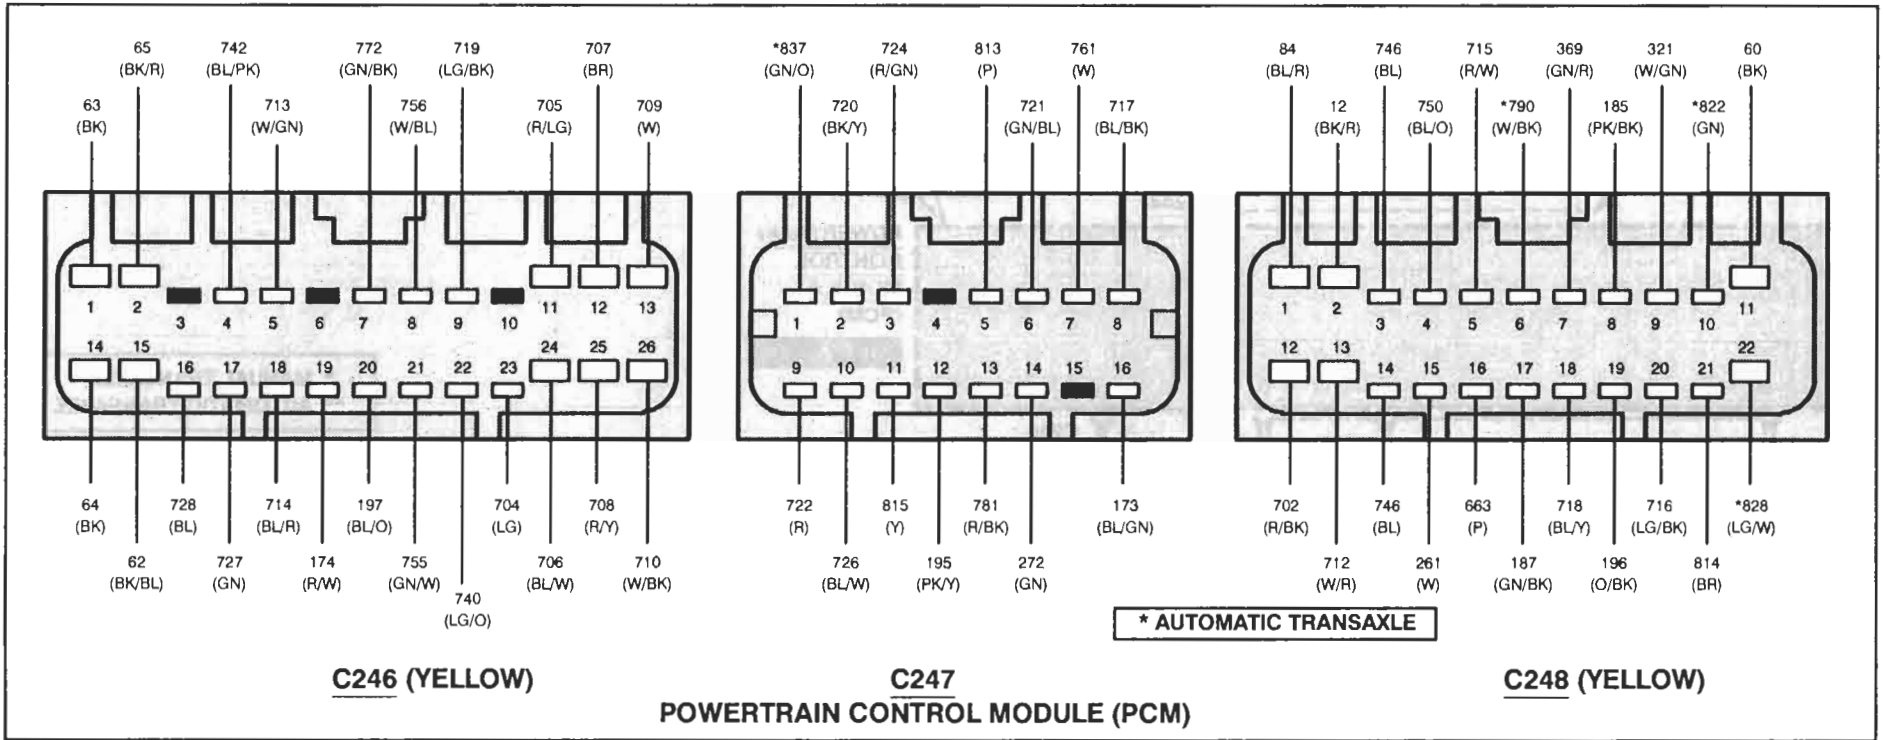 65 742 772 719 707 *837 724 813 761 84 746 715 369 321 60
(BK/R) (BL/PK) (GN/BK) (LG/BK) (BR) (GN/O) (R/GN) (P) (W) (BL/R) (BL) (R/W) (GN/R) (W/GN) (BK)
63 713 756 705 709 720 721 717 12 750 *790 185 *822
(BK) (W/GN) (W/BL) (R/LG) (W) (BK/Y) (GN/BL) (BL/BK) (BK/R) (BL/O) (W/BK) (PK/BK) (GN)
1 2 3 4 5 6 7 8 9 10 11 12 13
14 15 16 17 18 19 20 21 22 23 24 25 26
1 2 3 4 5 6 7 8
9 10 11 12 13 14 15 16
1 2 3 4 5 6 7 8 9 10 11
12 13 14 15 16 17 18 19 20 21 22
64 728 714 197 704 708 722 815 781 173 702 746 663 718 716 *828
(BK) (BL) (BL/R) (BL/O) (LG) (R/Y) (R) (Y) (R/BK) (BL/GN) (R/BK) (BL) (P) (BL/Y) (LG/BK) (LG/W)
62 727 174 755 706 710 726 195 272 712 261 187 196 814
(BK/BL) (GN) (R/W) (GN/W) (BL/W) (W/BK) (BL/W) (PK/Y) (GN) (W/R) (W) (GN/BK) (O/BK) (BR)
740
(LG/O)
* AUTOMATIC TRANSAXLE
C246 (YELLOW)
C247
C248 (YELLOW)
POWERTRAIN CONTROL MODULE (PCM)